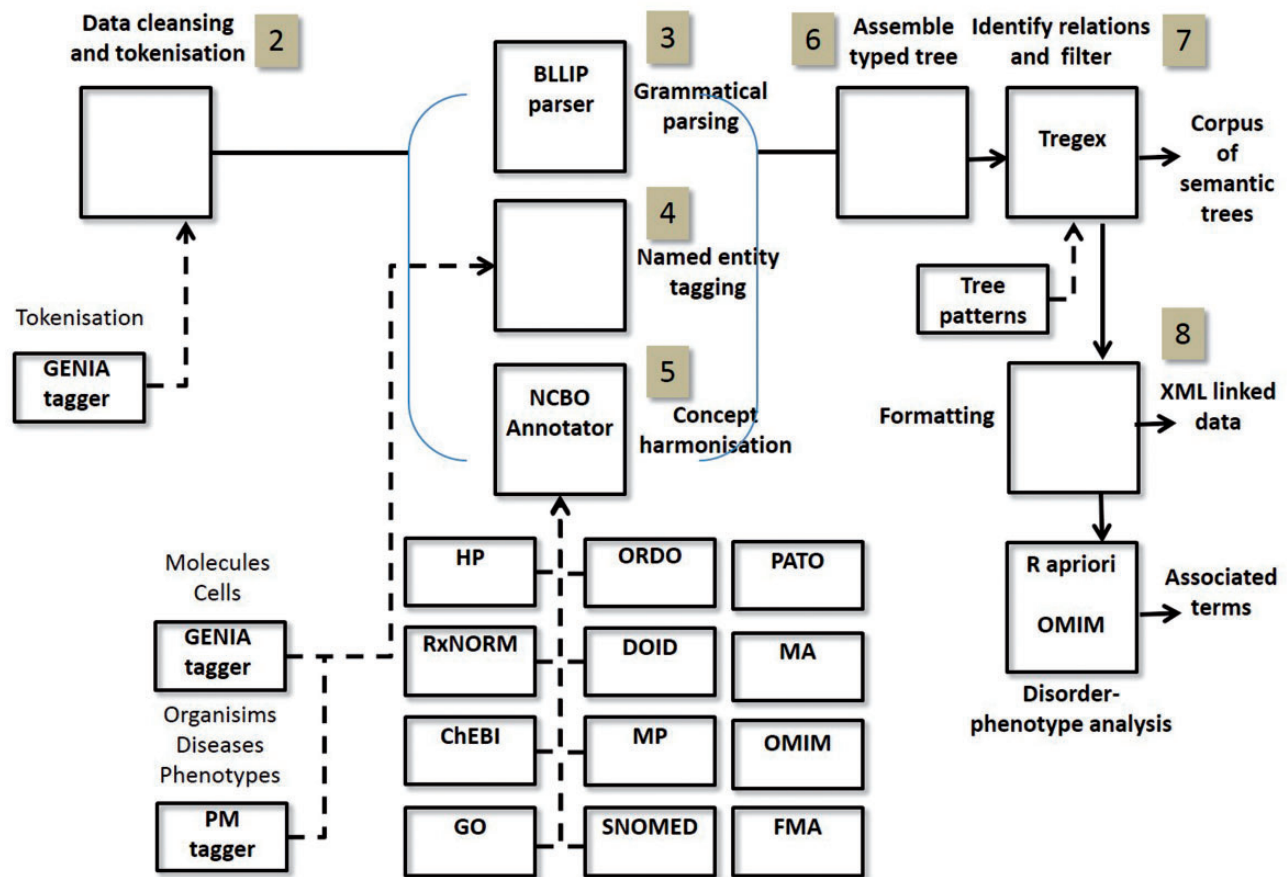 Data cleansing
and tokenisation
2
3
BLLIP
parser
Grammatical
parsing
6
Assemble
typed tree
Identify relations
and filter
7
Tregex
Corpus
of
semantic
trees
4
Named entity
tagging
Tree
patterns
Tokenisation
GENIA
tagger
5
NCBO
Annotator
Concept
harmonisation
8
Formatting
XML linked
data
Molecules
Cells
GENIA
tagger
Organisims
Diseases
Phenotypes
PM
tagger
HP
ORDO
PATO
RxNORM
DOID
MA
ChEBI
MP
OMIM
GO
SNOMED
FMA
R apriori
OMIM
Associated
terms
Disorder-
phenotype analysis